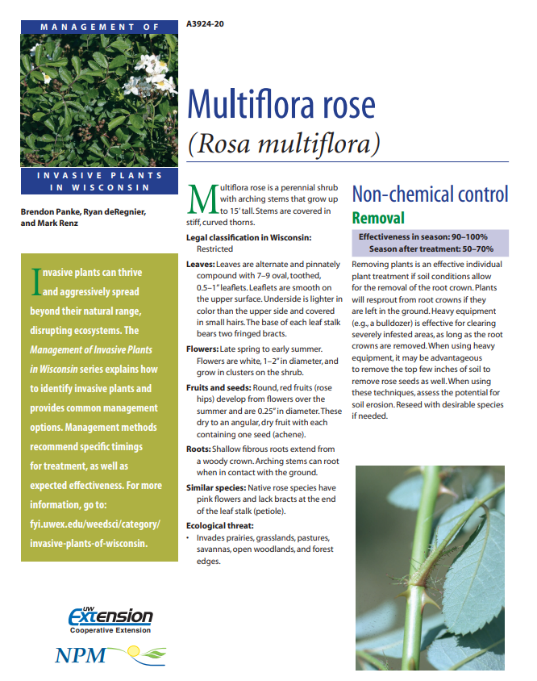 MANAGEMENT OF
INVASIVE PLANTS
IN WISCONSIN
Brendon Panke, Ryan deRegnier,
and Mark Renz
Invasive plants can thrive
and aggressively spread
beyond their natural range,
disrupting ecosystems. The
Management of Invasive Plants
in Wisconsin series explains how
to identify invasive plants and
provides common management
options. Management methods
recommend specific timings
for treatment, as well as
expected effectiveness. For more
information, go to:
fyi.uwex.edu/weedsci/category/
invasive-plants-of-wisconsin.
UW
Extension
Cooperative Extension
NPM
A3924-20
Multiflora rose
(Rosa multiflora)
Multiflora rose is a perennial shrub
with arching stems that grow up
to 15' tall. Stems are covered in
stiff, curved thorns.
Legal classification in Wisconsin:
Restricted
Leaves: Leaves are alternate and pinnately
compound with 7–9 oval, toothed,
0.5–1" leaflets. Leaflets are smooth on
the upper surface. Underside is lighter in
color than the upper side and covered
in small hairs. The base of each leaf stalk
bears two fringed bracts.
Flowers: Late spring to early summer.
Flowers are white, 1–2" in diameter, and
grow in clusters on the shrub.
Fruits and seeds: Round, red fruits (rose
hips) develop from flowers over the
summer and are 0.25" in diameter. These
dry to an angular, dry fruit with each
containing one seed (achene).
Roots: Shallow fibrous roots extend from
a woody crown. Arching stems can root
when in contact with the ground.
Similar species: Native rose species have
pink flowers and lack bracts at the end
of the leaf stalk (petiole).
Ecological threat:
• Invades prairies, grasslands, pastures,
savannas, open woodlands, and forest
edges.
Non-chemical control
Removal
Effectiveness in season: 90–100%
Season after treatment: 50–70%
Removing plants is an effective individual
plant treatment if soil conditions allow
for the removal of the root crown. Plants
will resprout from root crowns if they
are left in the ground. Heavy equipment
(e.g., a bulldozer) is effective for clearing
severely infested areas, as long as the root
crowns are removed. When using heavy
equipment, it may be advantageous
to remove the top few inches of soil to
remove rose seeds as well. When using
these techniques, assess the potential for
soil erosion. Reseed with desirable species
if needed.